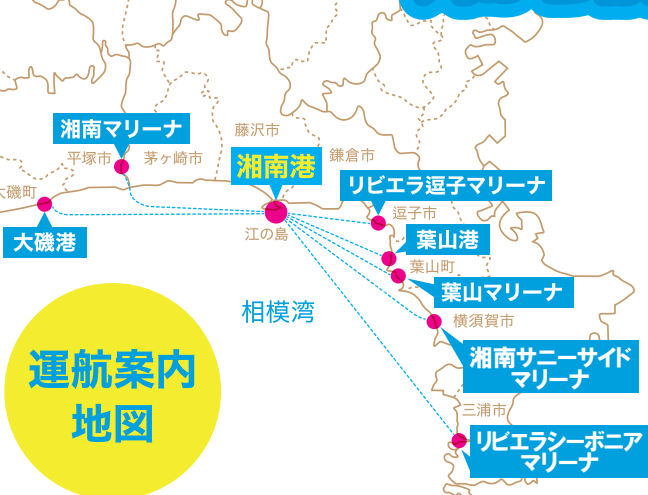 藤沢市
湘南マリーナ
平塚市
茅ヶ崎市
湘南港
鎌倉市
リビエラ逗子マリーナ
大磯町
逗子市
大磯港
江の島
葉山港
葉山町
葉山マリーナ
相模湾
横須賀市
湘南サニーサイド
マリーナ
運航案内
地図
三浦市
リビエラシーボニア
マリーナ